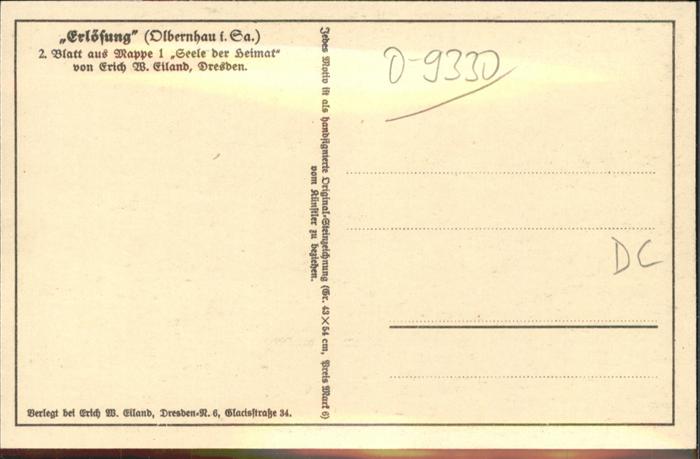 „Erlösung“ (Olbernhau i. Sa.)
2. Blatt aus Mappe 1 „Seele der Heimat“
von Erich W. Eiland, Dresden.
Jedes Motiv ist als handsignierte Original-Steinzeichnung (Gr. 43×54 cm, Preis Mark 6)
vom Künstler zu beziehen.
0-9330
DC
Verlegt bei Erich W. Eiland, Dresden-N. 6, Glacisstraße 34.